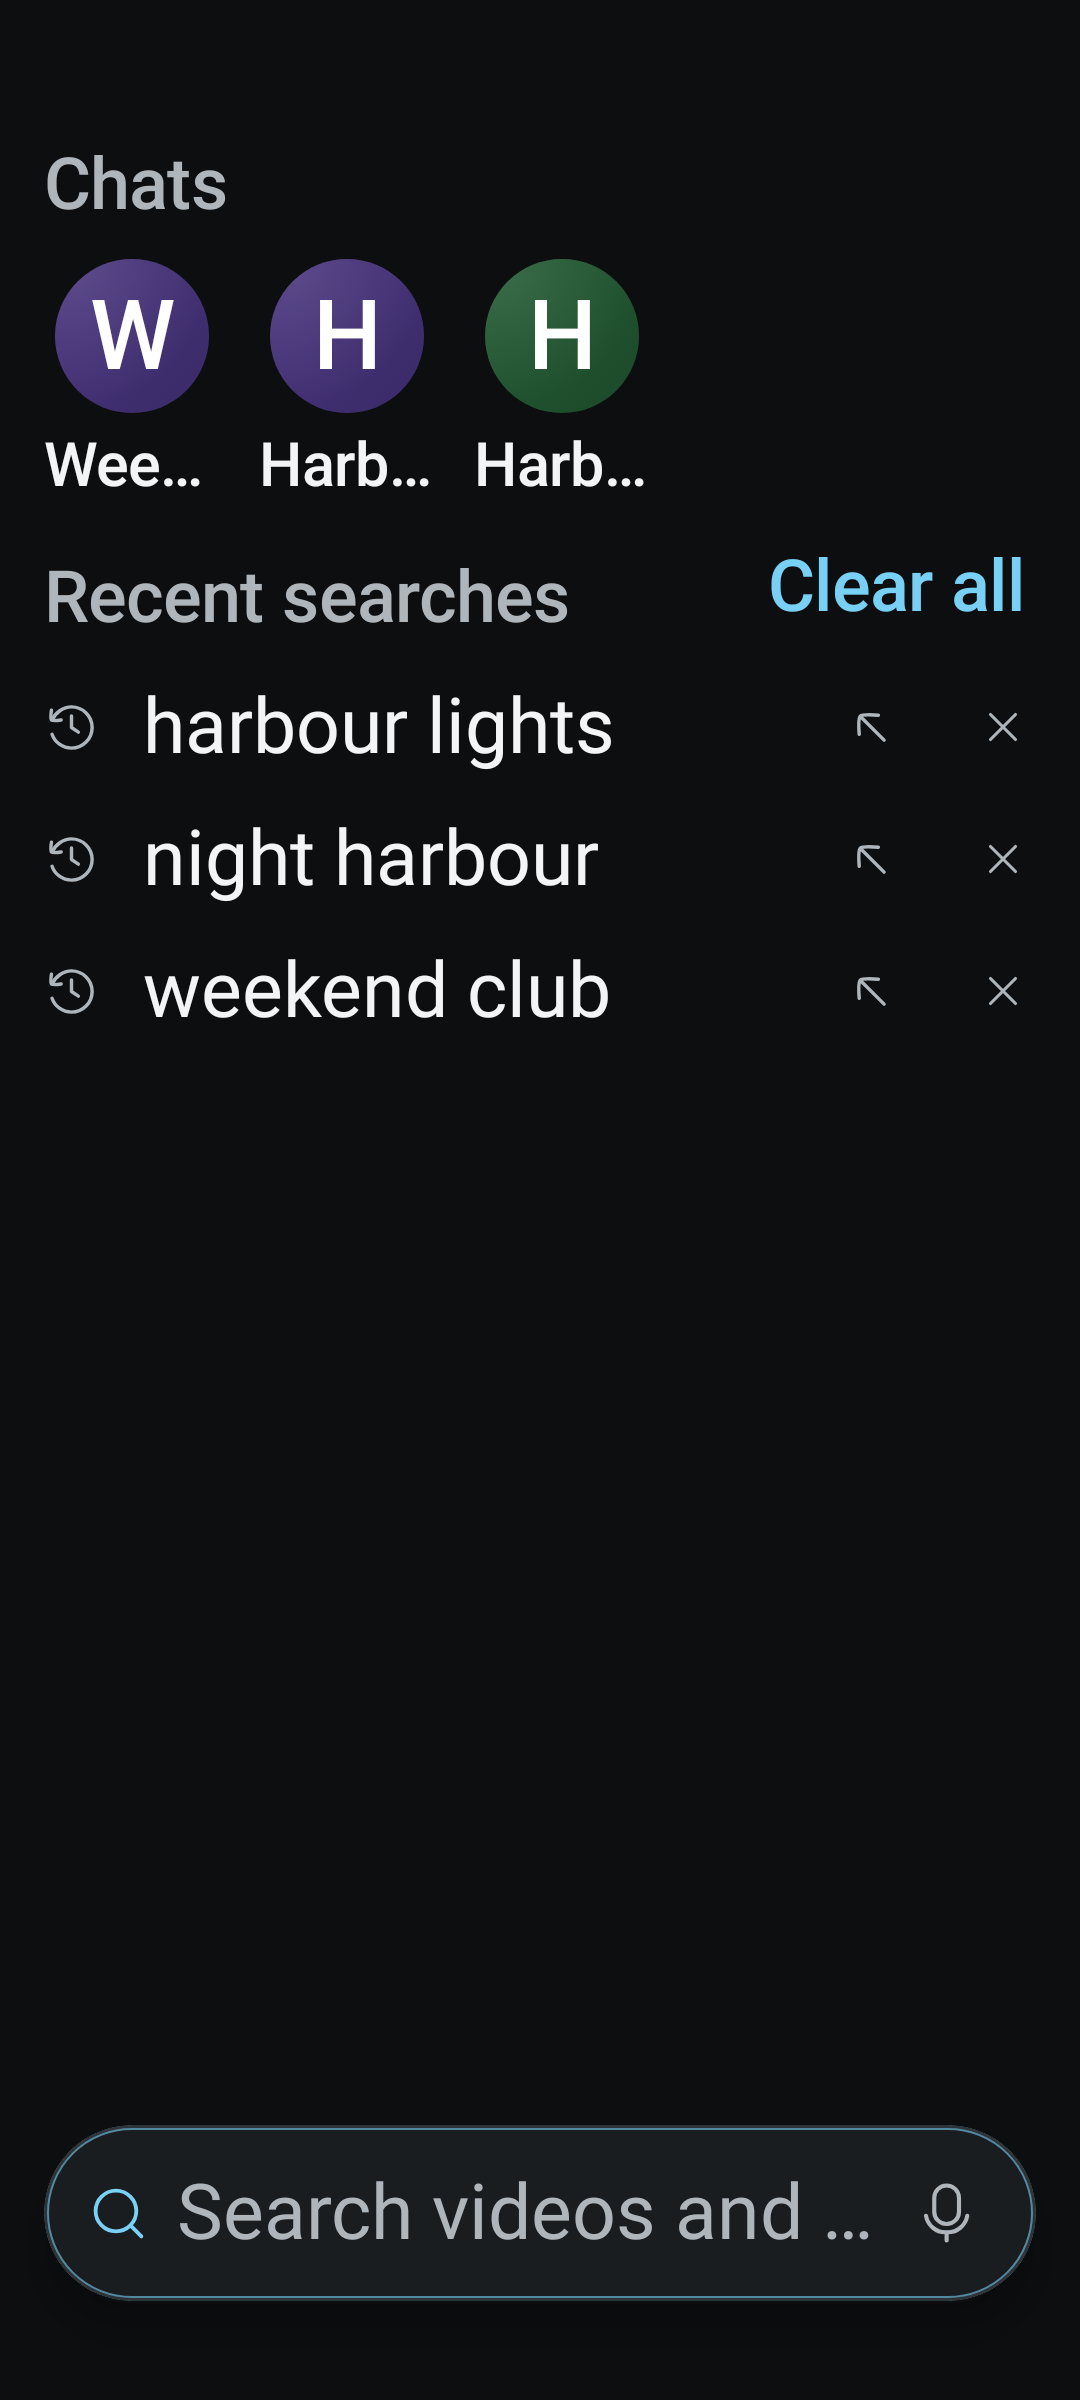 Chats
W H H
Wee... Harb... Harb...
Recent searches Clear all
harbour lights
night harbour
weekend club
Search videos and ...